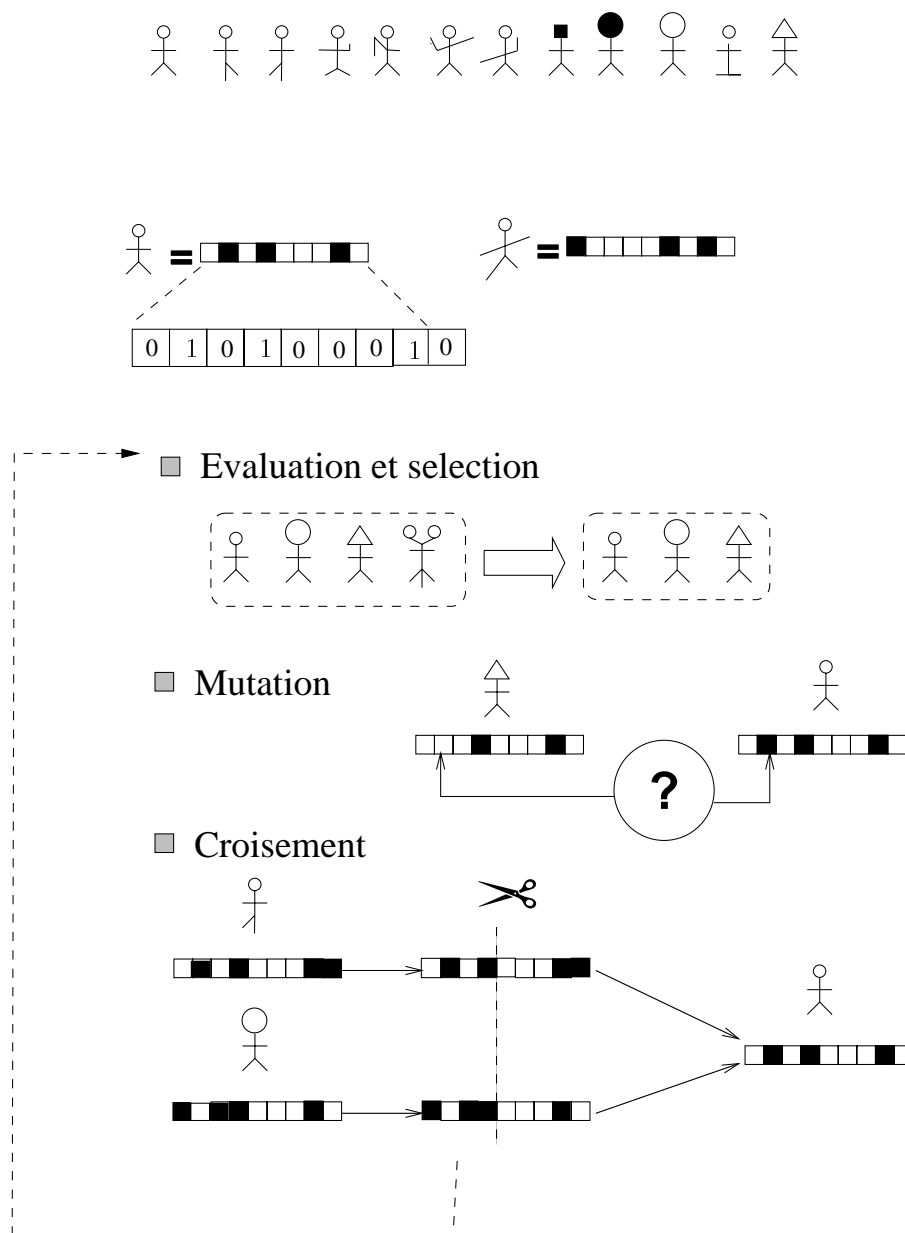 = =
0 1 0 1 0 0 0 1 0
Evaluation et selection
Mutation
?
Croisement